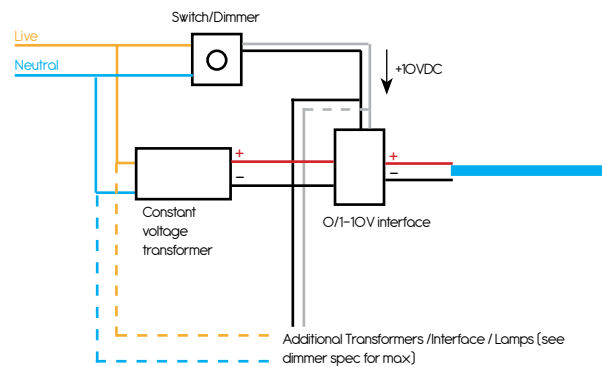 Switch/Dimmer
Live
Neutral
+10VDC
+
−
+
−
Constant
voltage
transformer
0/1-10V interface
Additional Transformers /Interface / Lamps (see
dimmer spec for max)